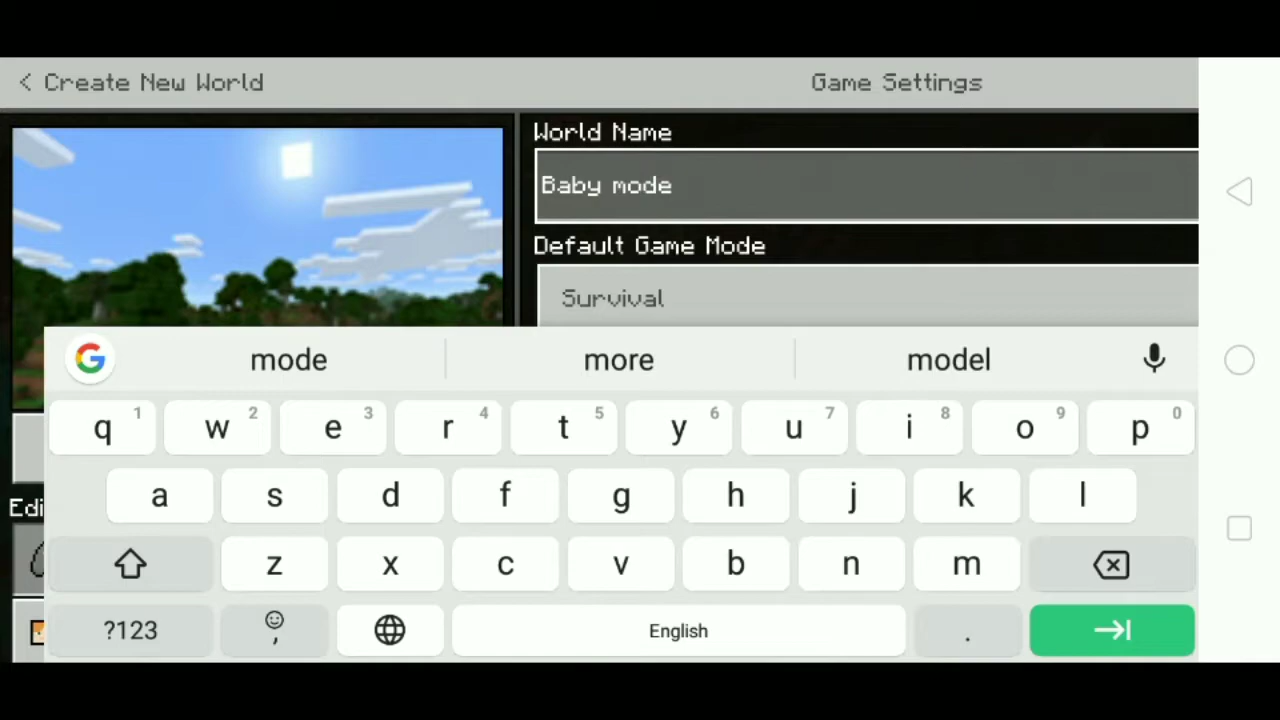 < Create New World
Game Settings
World Name
Baby mode
Default Game Mode
Survival
Edi
mode more model
q 1 w 2 e 3 r 4 t 5 y 6 u 7 i 8 o 9 p 0
a s d f g h j k l
z x c v b n m
?123 , English .